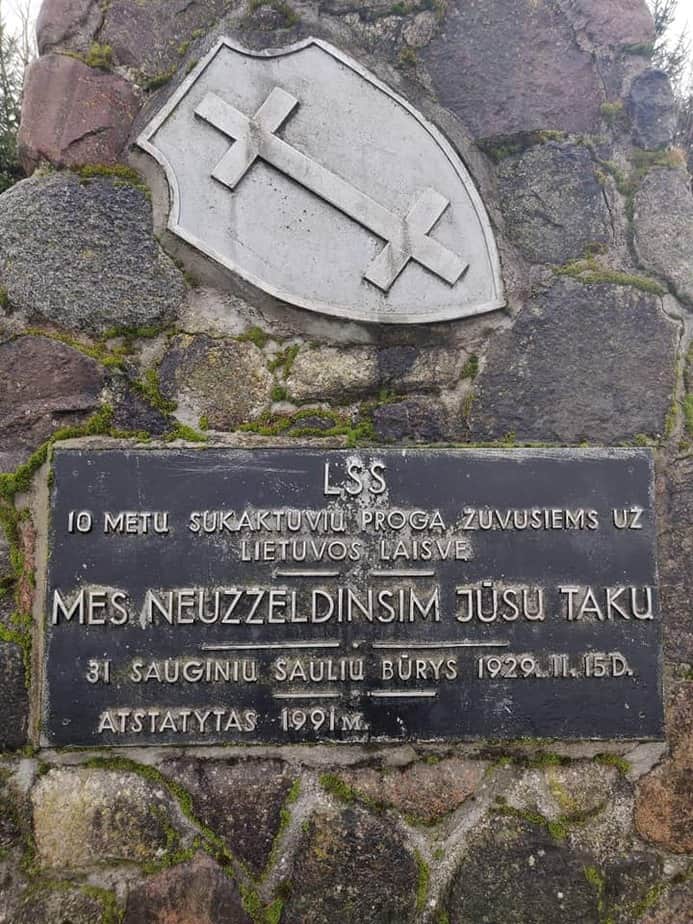 LSS
10 METŲ SUKAKTUVIŲ PROGA ŽUVUSIEMS UŽ
LIETUVOS LAISVĘ
MES NEUŽŽELDINSIM JŪSŲ TAKŲ
31 SAUGINIŲ ŠAULIŲ BŪRYS 1929.II.15D.
ATSTATYTAS 1991 M.